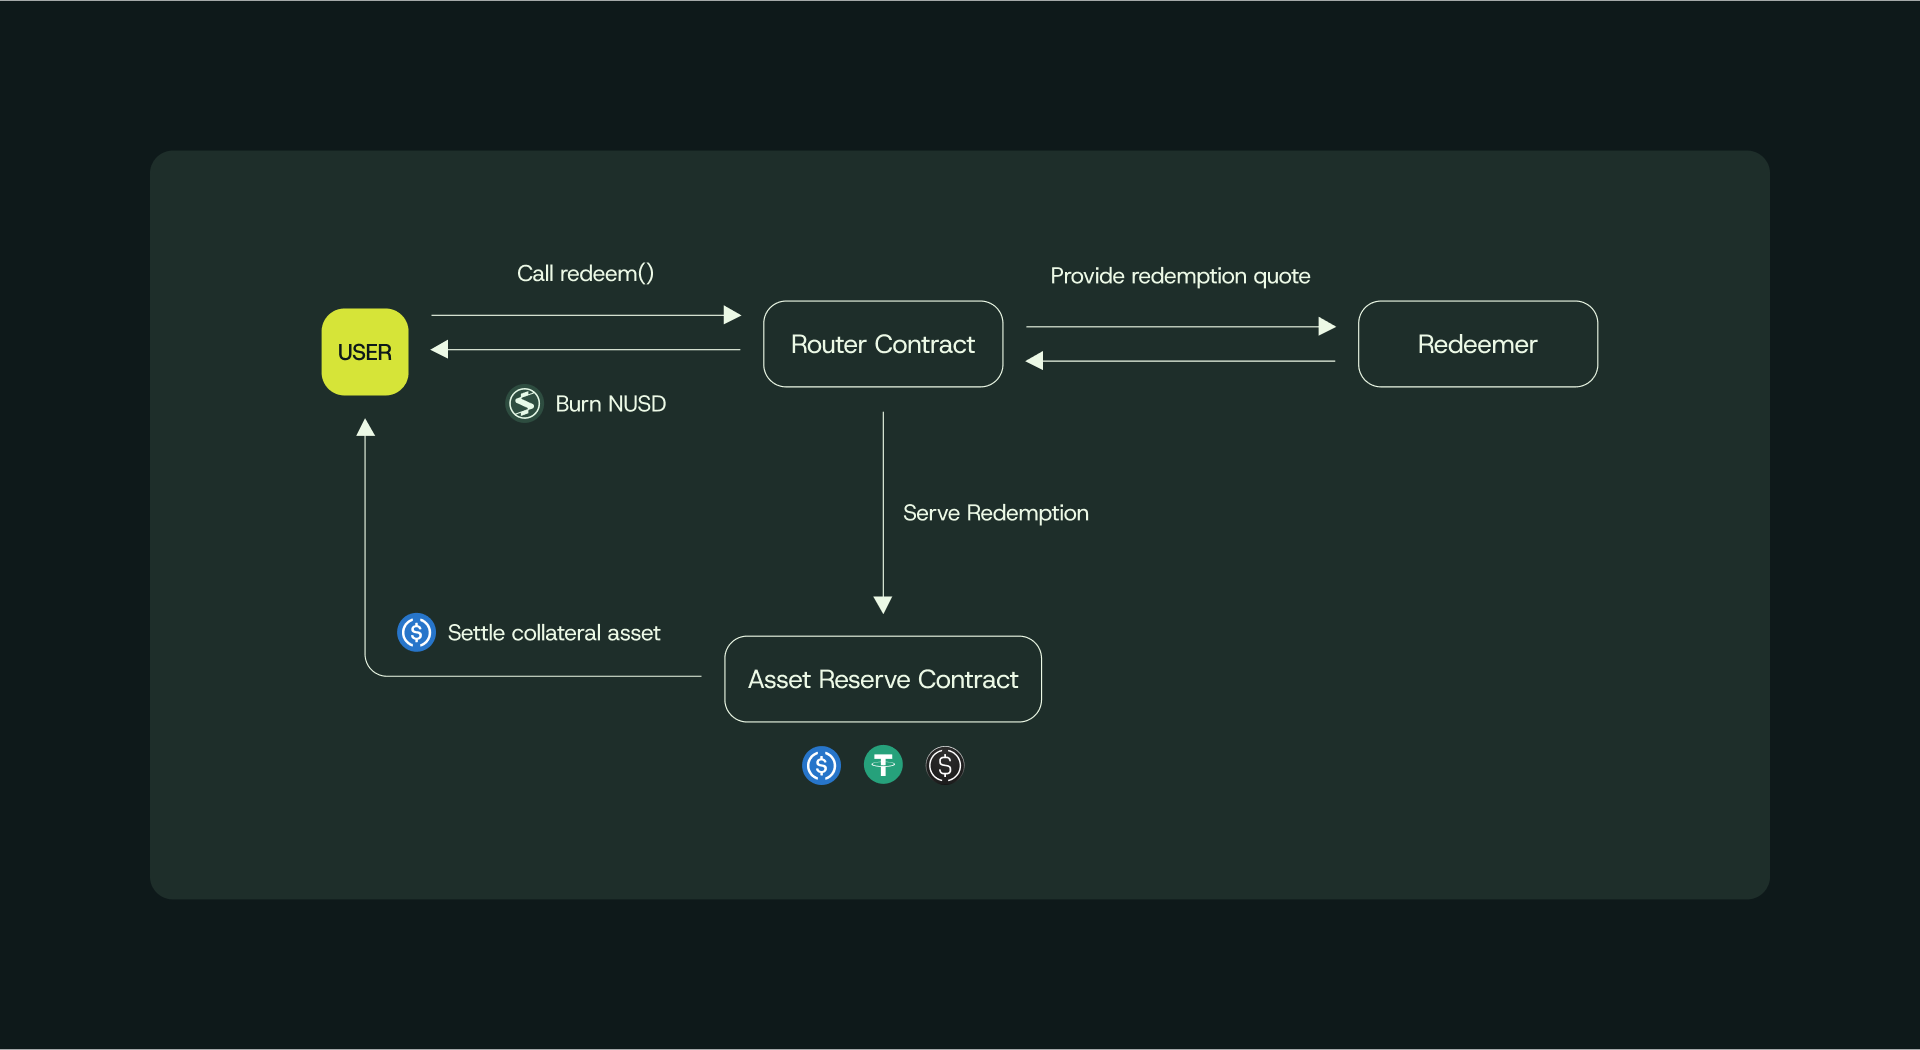 Call redeem()
Provide redemption quote
USER
Router Contract
Redeemer
Burn NUSD
Serve Redemption
Settle collateral asset
Asset Reserve Contract